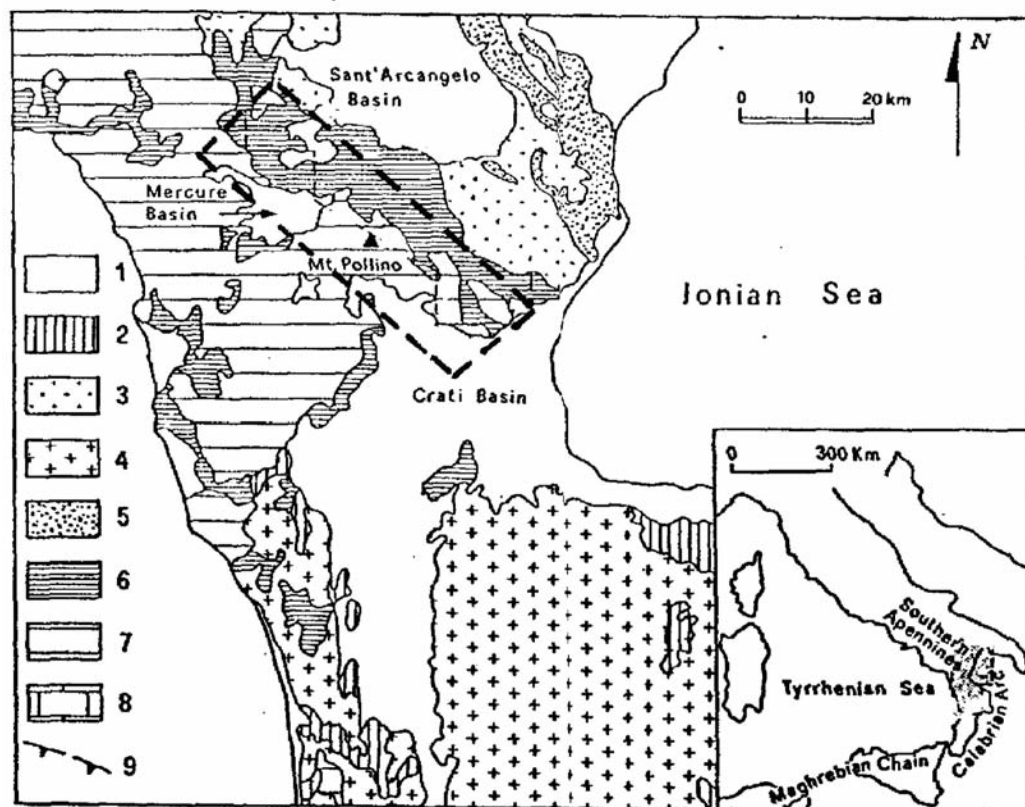 Sant'Arcangelo
Basin
N
0 10 20 km
Mercure
Basin
Mt Pollino
Jonian Sea
Crati Basin
1
2
3
4
5
6
7
8
9
0 300 Km
Southern
Apennines
Tyrrhenian Sea
Calabrian Arc
Maghrebian Chain